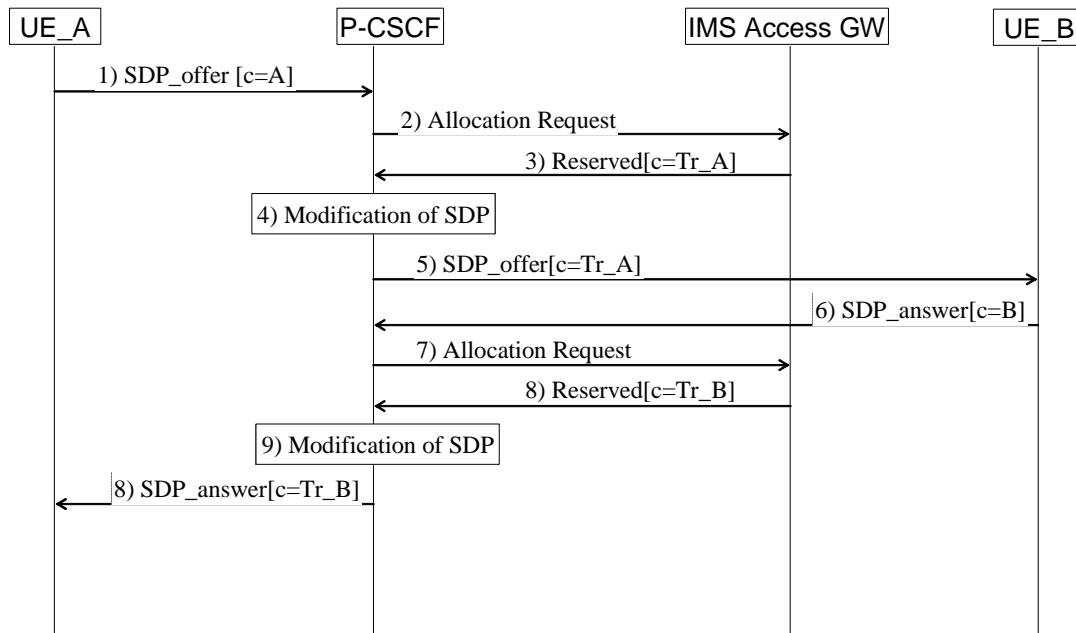 UE_A
P-CSCF
IMS Access GW
UE_B
1) SDP_offer [c=A]
2) Allocation Request
3) Reserved[c=Tr_A]
4) Modification of SDP
5) SDP_offer[c=Tr_A]
6) SDP_answer[c=B]
7) Allocation Request
8) Reserved[c=Tr_B]
9) Modification of SDP
8) SDP_answer[c=Tr_B]